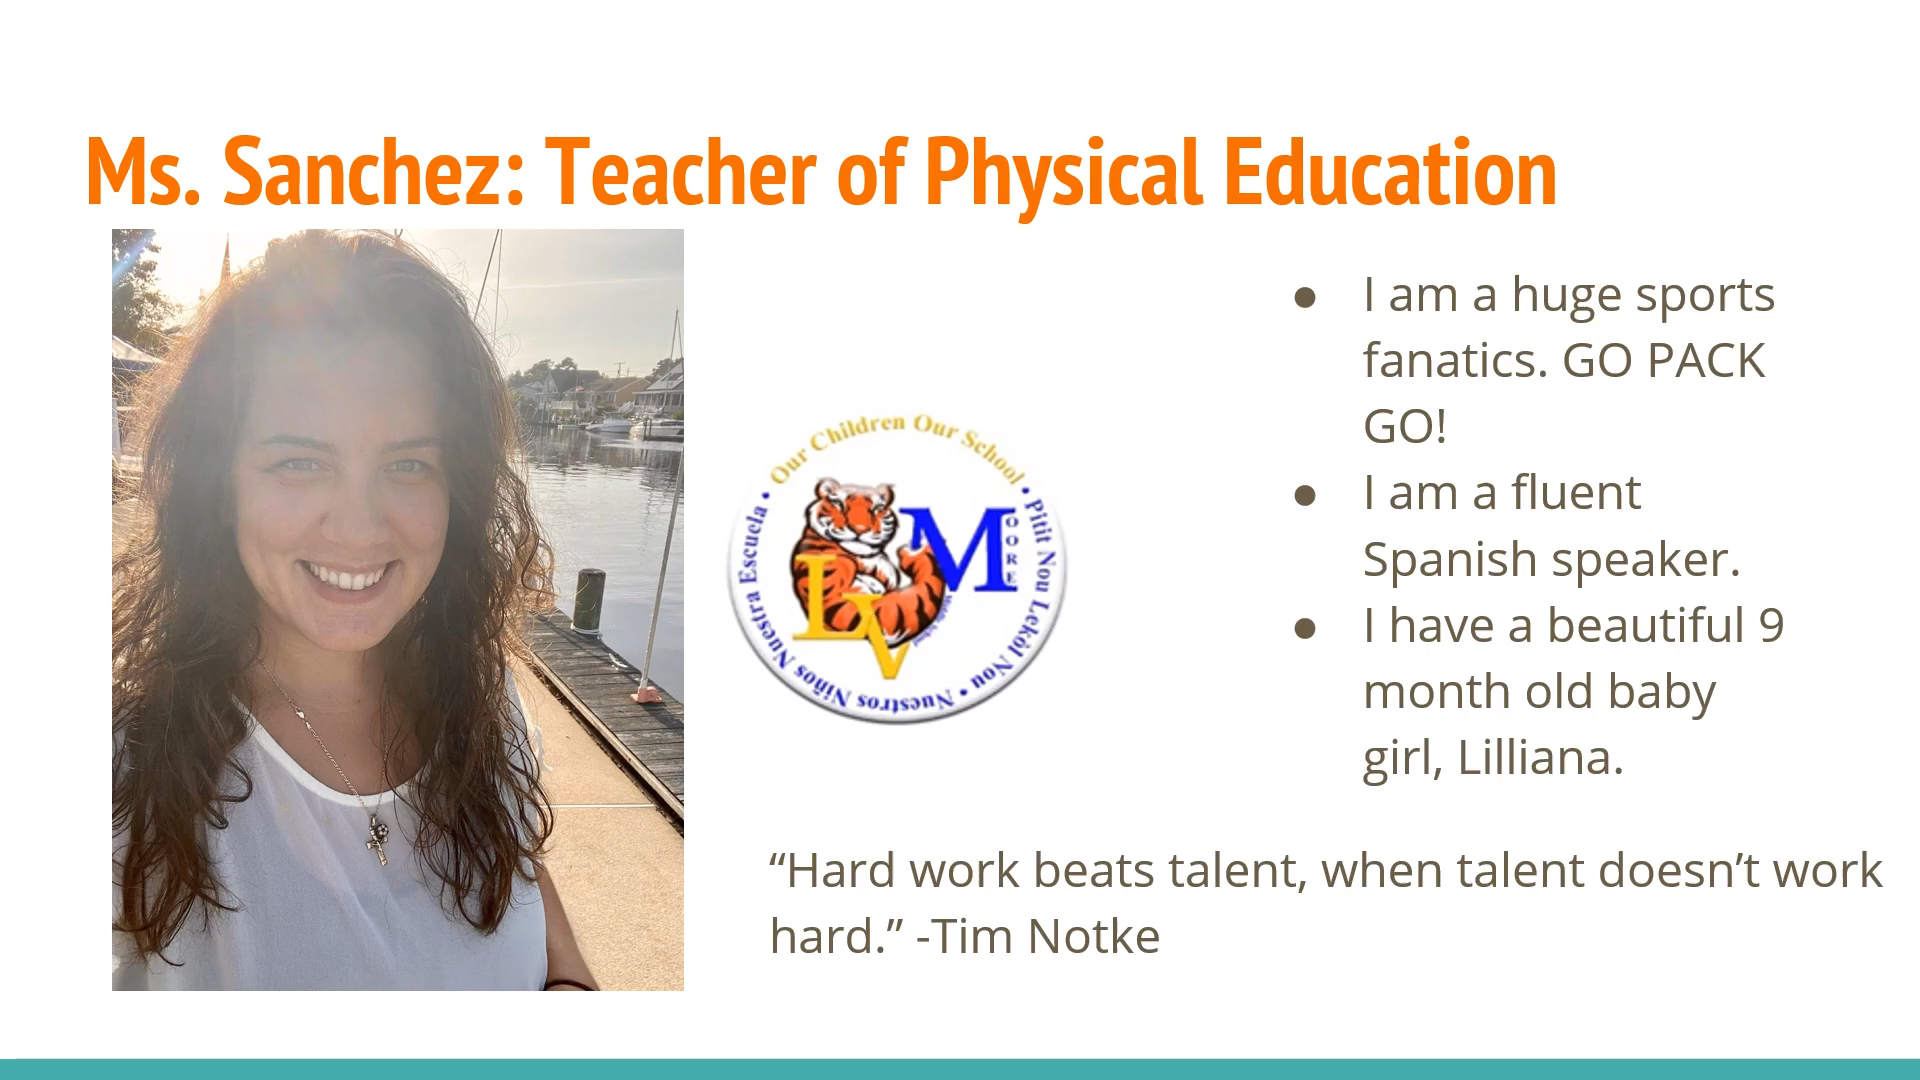 Ms. Sanchez: Teacher of Physical Education
● I am a huge sports
fanatics. GO PACK
GO!
● I am a fluent
Spanish speaker.
● I have a beautiful 9
month old baby
girl, Lilliana.
Our Children Our School • Pitit Nou Lekòl Nou • Nuestros Niños Nuestra Escuela •
LV
MOORE
“Hard work beats talent, when talent doesn’t work
hard.” -Tim Notke